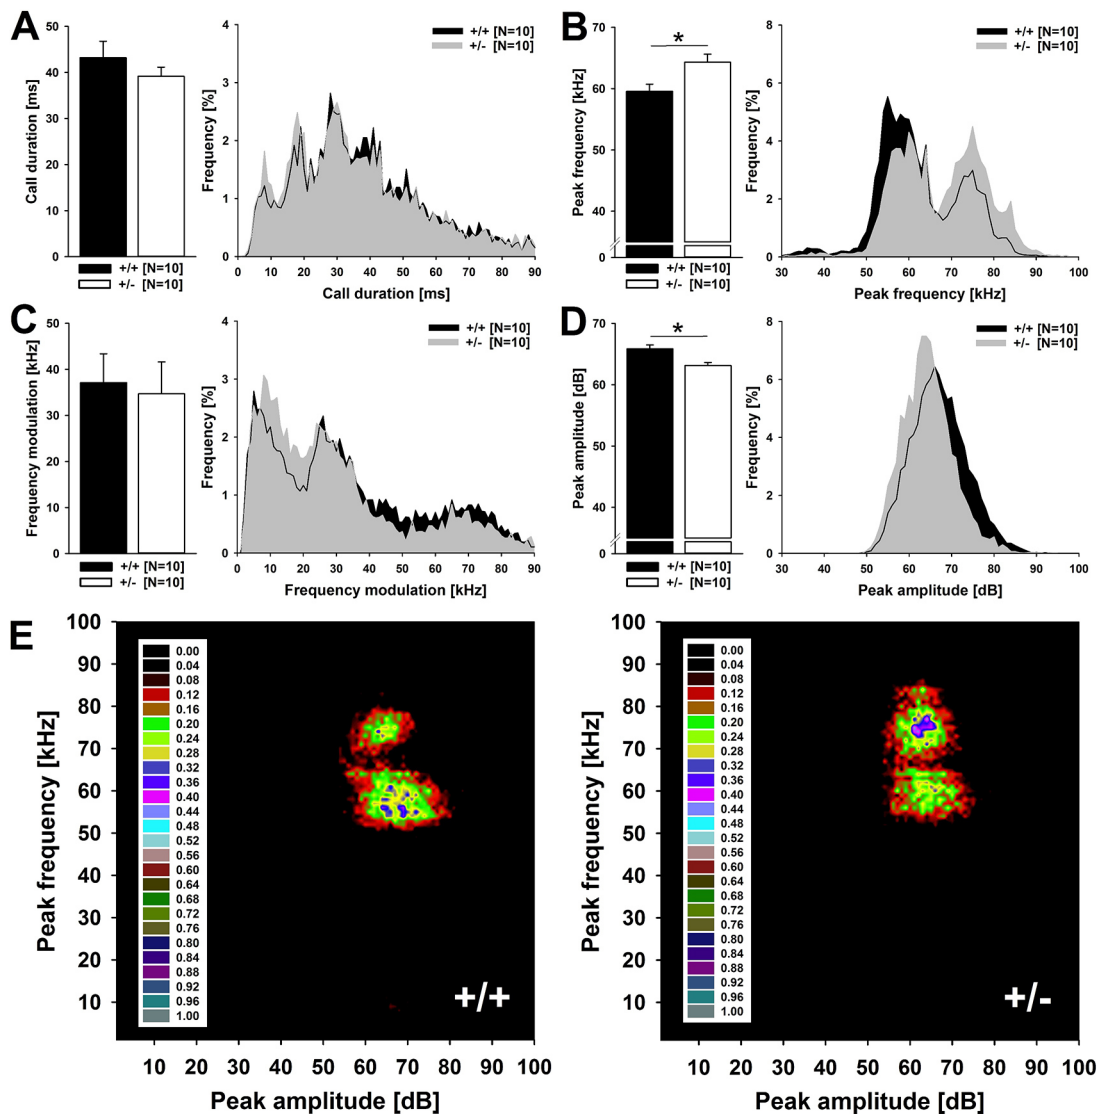 A
Call duration [ms]
50
40
30
20
10
0
+/+ [N=10]
+/- [N=10]
Frequency [%]
4
3
2
1
0
0 10 20 30 40 50 60 70 80 90
Call duration [ms]
+/+ [N=10]
+/- [N=10]
B
Peak frequency [kHz]
70
60
50
40
0
*
+/+ [N=10]
+/- [N=10]
Frequency [%]
8
6
4
2
0
30 40 50 60 70 80 90 100
Peak frequency [kHz]
+/+ [N=10]
+/- [N=10]
C
Frequency modulation [kHz]
50
40
30
20
10
0
+/+ [N=10]
+/- [N=10]
Frequency [%]
4
3
2
1
0
0 10 20 30 40 50 60 70 80 90
Frequency modulation [kHz]
+/+ [N=10]
+/- [N=10]
D
Peak amplitude [dB]
70
60
50
40
0
*
+/+ [N=10]
+/- [N=10]
Frequency [%]
8
6
4
2
0
30 40 50 60 70 80 90 100
Peak amplitude [dB]
+/+ [N=10]
+/- [N=10]
E
Peak frequency [kHz]
100
90
80
70
60
50
40
30
20
10
0.00
0.04
0.08
0.12
0.16
0.20
0.24
0.28
0.32
0.36
0.40
0.44
0.48
0.52
0.56
0.60
0.64
0.68
0.72
0.76
0.80
0.84
0.88
0.92
0.96
1.00
+/+
10 20 30 40 50 60 70 80 90 100
Peak amplitude [dB]
Peak frequency [kHz]
100
90
80
70
60
50
40
30
20
10
0.00
0.04
0.08
0.12
0.16
0.20
0.24
0.28
0.32
0.36
0.40
0.44
0.48
0.52
0.56
0.60
0.64
0.68
0.72
0.76
0.80
0.84
0.88
0.92
0.96
1.00
+/-
10 20 30 40 50 60 70 80 90 100
Peak amplitude [dB]